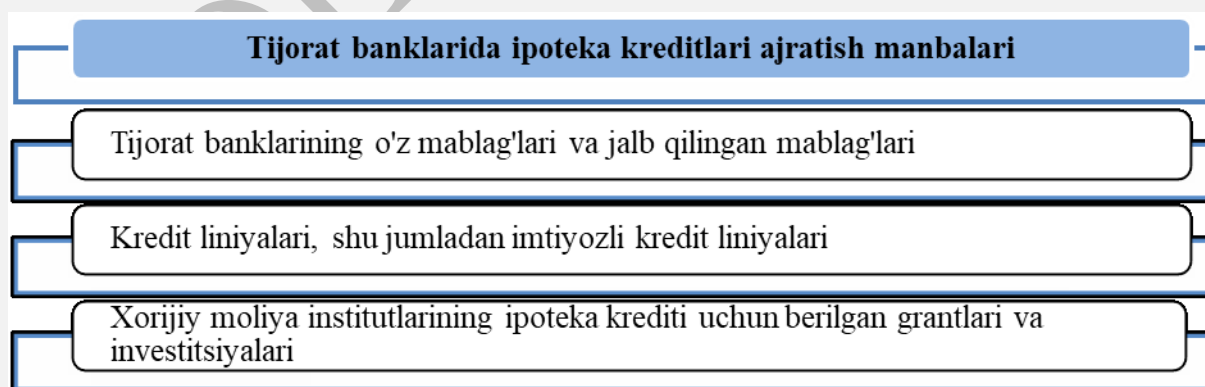 Tijorat banklarida ipoteka kreditlari ajratish manbalari
Tijorat banklarining o'z mablag'lari va jalb qilingan mablag'lari
Kredit liniyalari, shu jumladan imtiyozli kredit liniyalari
Xorijiy moliya institutlarining ipoteka krediti uchun berilgan grantlari va
investitsiyalari